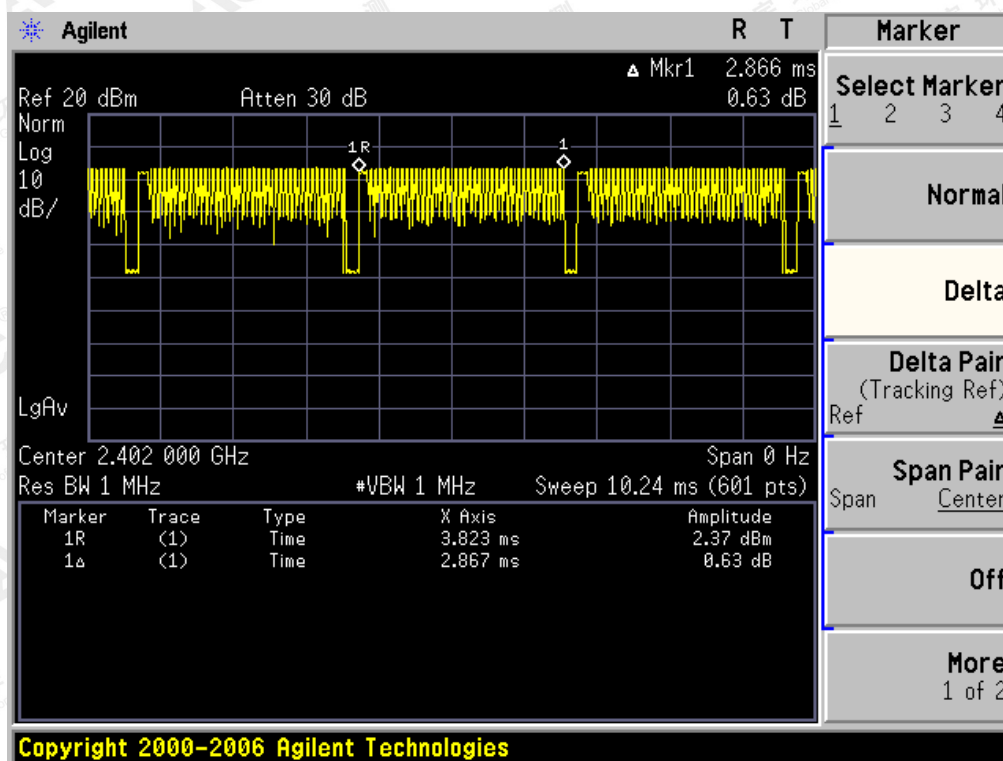 Agilent R T
Marker
Δ Mkr1 2.866 ms
Ref 20 dBm Atten 30 dB 0.63 dB
Norm
Log
10
dB/
1R
1
LgAv
Center 2.402 000 GHz Span 0 Hz
Res BW 1 MHz #VBW 1 MHz Sweep 10.24 ms (601 pts)
Marker Trace Type X Axis Amplitude
1R (1) Time 3.823 ms 2.37 dBm
1Δ (1) Time 2.867 ms 0.63 dB
Select Marker
1 2 3 4
Normal
Delta
Delta Pair
(Tracking Ref)
Ref Δ
Span Pair
Span Center
Off
More
1 of 2
Copyright 2000-2006 Agilent Technologies